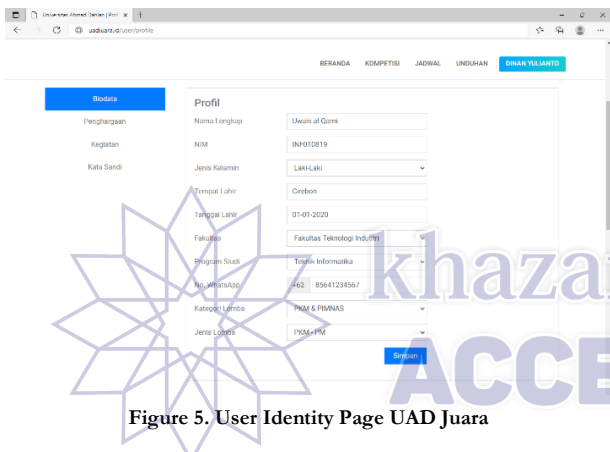 Universitas Ahmad Dahlan | Prof
uadjuara.id/user/profile
BERANDA KOMPETISI JADWAL UNDUHAN DINAN YULIANTO
Biodata
Penghargaan
Kegiatan
Kata Sandi
Profil
Nama Lengkap Uwais al Qarni
NIM INF010819
Jenis Kelamin Laki-Laki
Tempat Lahir Cirebon
Tanggal Lahir 01-01-2020
Fakultas Fakultas Teknologi Industri
Program Studi Teknik Informatika
No. WhatsApp +62 85641234567
Kategori Lomba PKM & PIMNAS
Jenis Lomba PKM - PM
Simpan
khaza
ACCE
Figure 5. User Identity Page UAD Juara